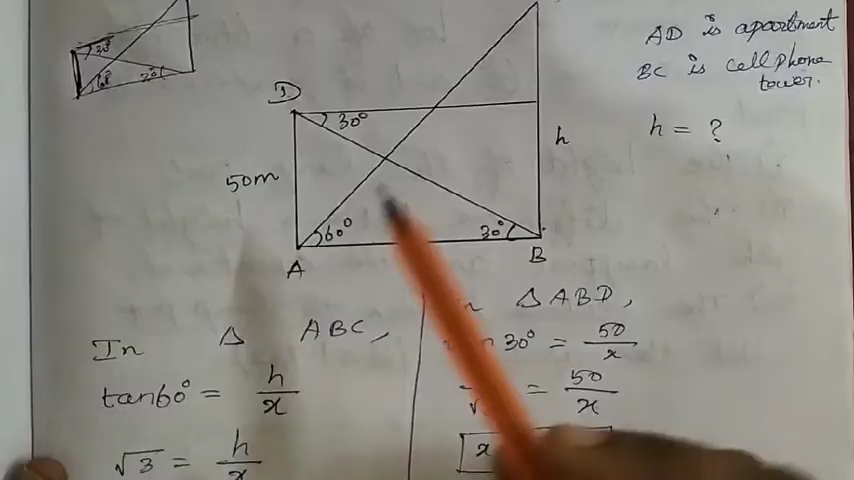 AD is apartment
BC is cellphone
tower.
h = ?
D
30°
50m
h
60°
30°
A
B
In Δ ABC,
tan60° = h/x
√3 = h/x
Δ ABD,
30° = 50/x
= 50/x
x